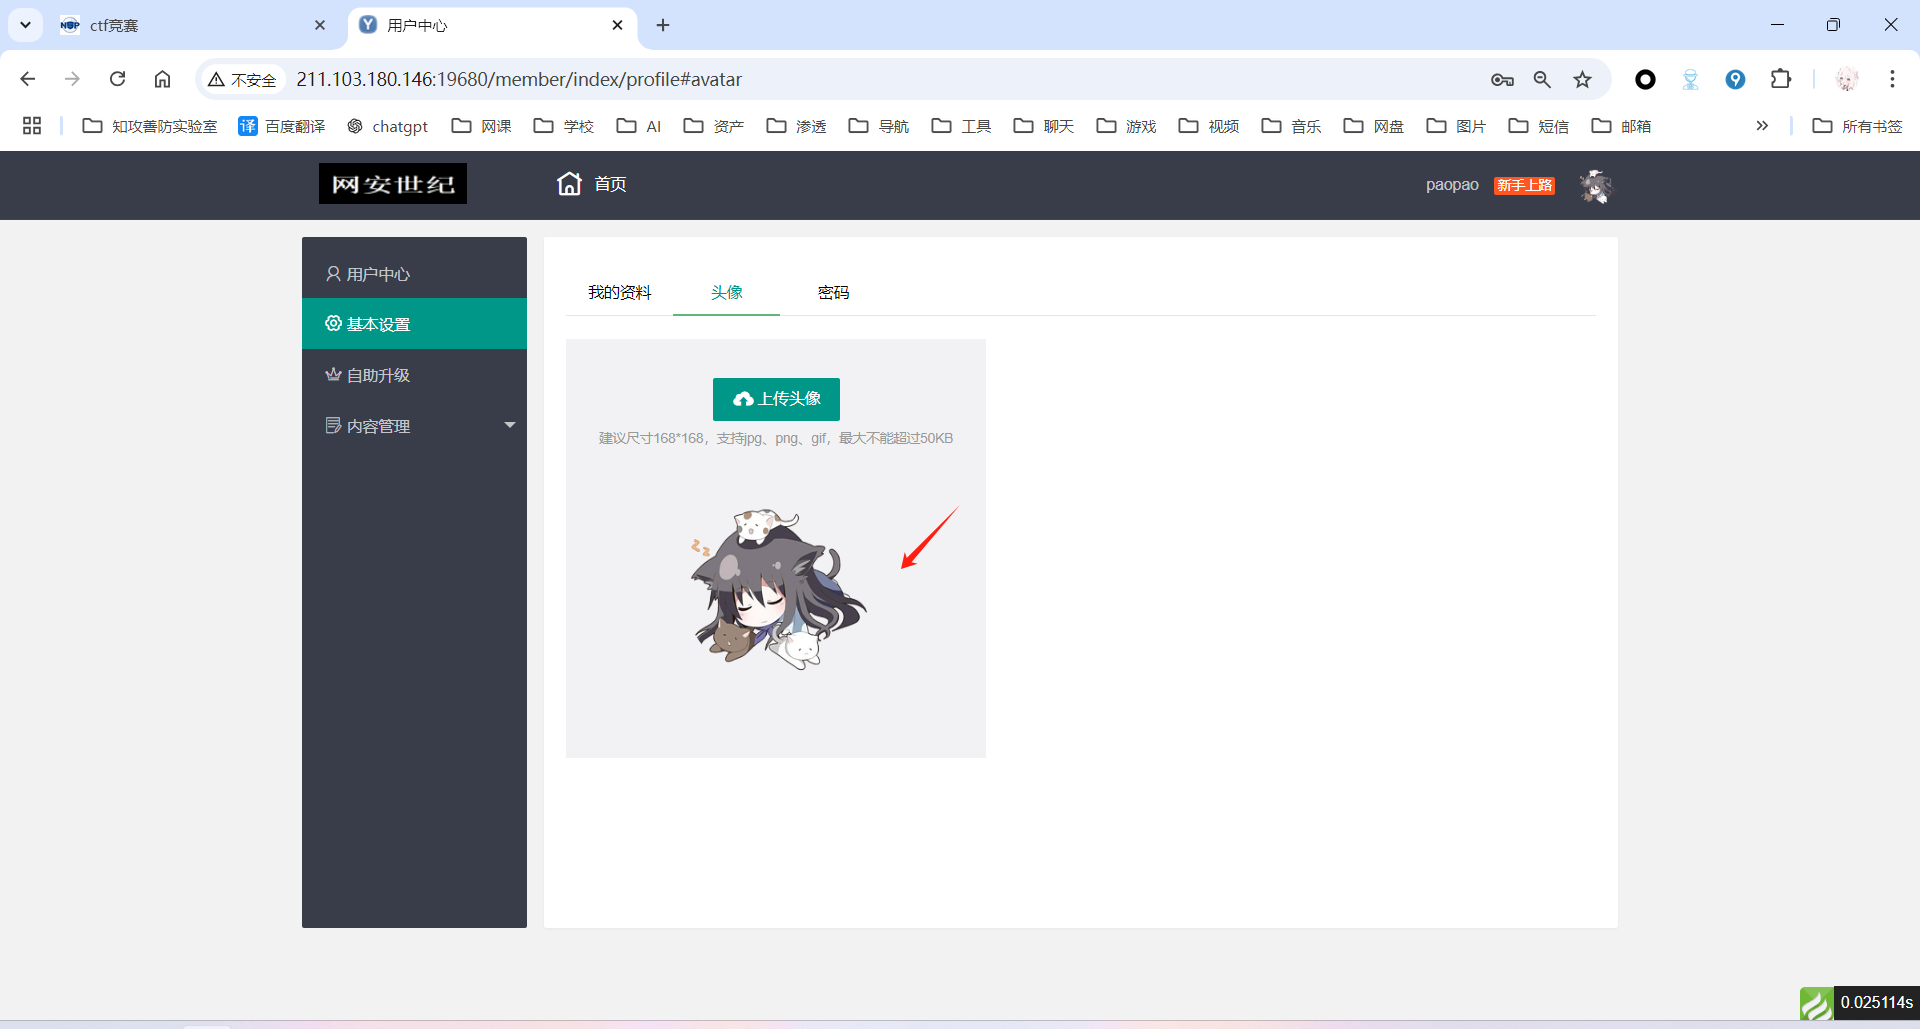 ctf竞赛
用户中心
不安全
211.103.180.146:19680/member/index/profile#avatar
知攻善防实验室
译 百度翻译
chatgpt
网课
学校
AI
资产
渗透
导航
工具
聊天
游戏
视频
音乐
网盘
图片
短信
邮箱
所有书签
网安世纪
首页
paopao
新手上路
用户中心
基本设置
自助升级
内容管理
我的资料
头像
密码
上传头像
建议尺寸168*168，支持jpg、png、gif，最大不能超过50KB
0.025114s